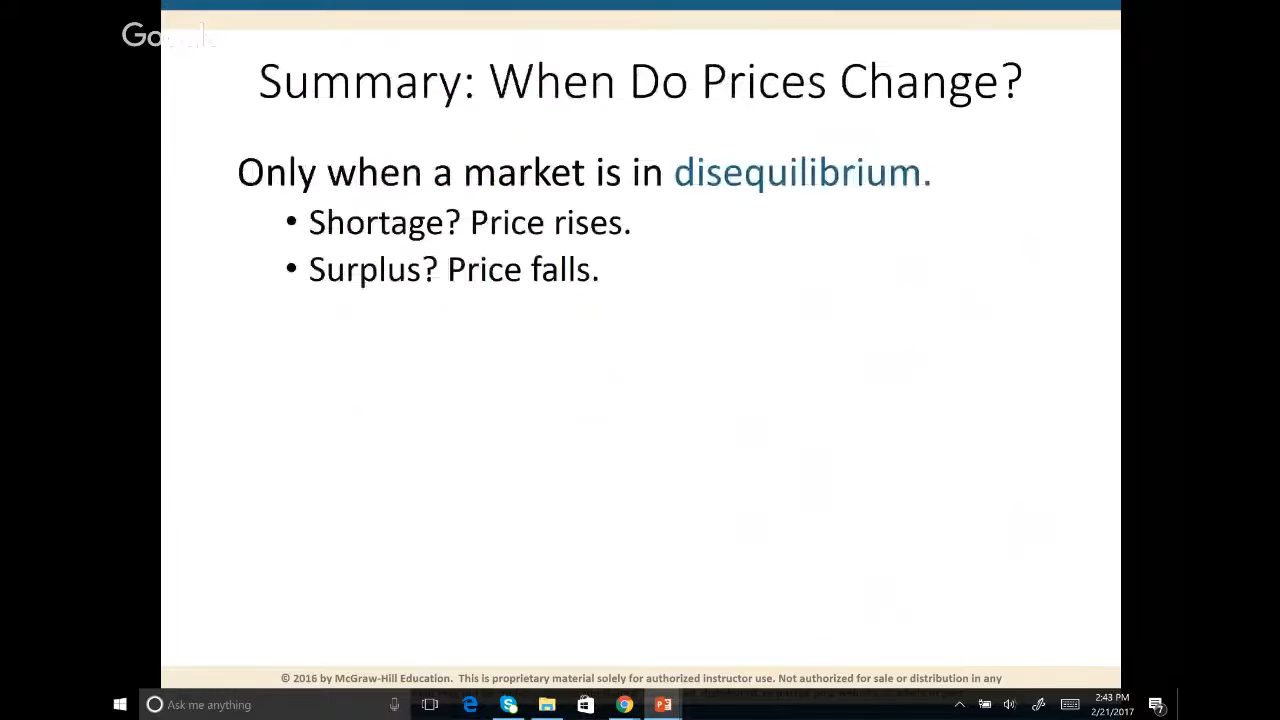 Google
Summary: When Do Prices Change?
Only when a market is in disequilibrium.
• Shortage? Price rises.
• Surplus? Price falls.
© 2016 by McGraw-Hill Education. This is proprietary material solely for authorized instructor use. Not authorized for sale or distribution in any
Ask me anything
2:43 PM
2/21/2017